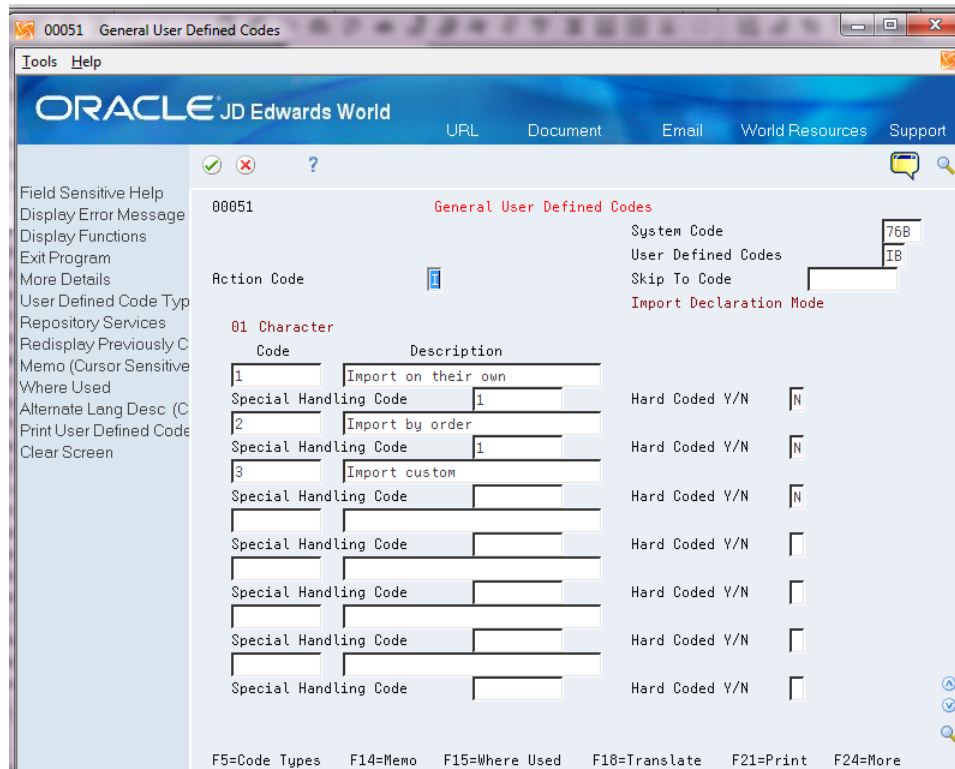 00051 General User Defined Codes
Tools Help
ORACLE JD Edwards World
URL Document Email World Resources Support
?
Field Sensitive Help
Display Error Message
Display Functions
Exit Program
More Details
User Defined Code Typ
Repository Services
Redisplay Previously C
Memo (Cursor Sensitive
Where Used
Alternate Lang Desc (C
Print User Defined Code
Clear Screen
00051 General User Defined Codes
System Code 76B
User Defined Codes IB
Action Code I Skip To Code
Import Declaration Mode
01 Character
Code Description
1 Import on their own
Special Handling Code 1 Hard Coded Y/N N
2 Import by order
Special Handling Code 1 Hard Coded Y/N N
3 Import custom
Special Handling Code Hard Coded Y/N N
Special Handling Code Hard Coded Y/N
Special Handling Code Hard Coded Y/N
Special Handling Code Hard Coded Y/N
Special Handling Code Hard Coded Y/N
F5=Code Types F14=Memo F15=Where Used F18=Translate F21=Print F24=More